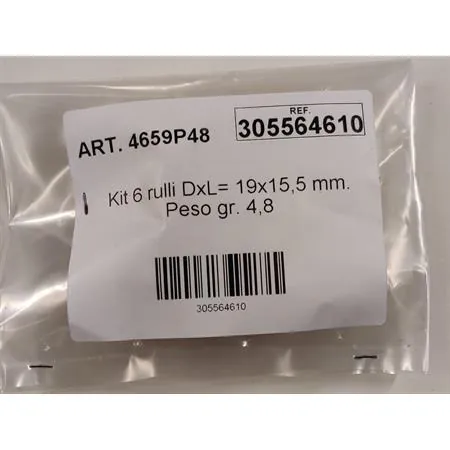 REF.
ART. 4659P48 305564610
Kit 6 rulli DxL= 19x15,5 mm.
Peso gr. 4,8
305564610